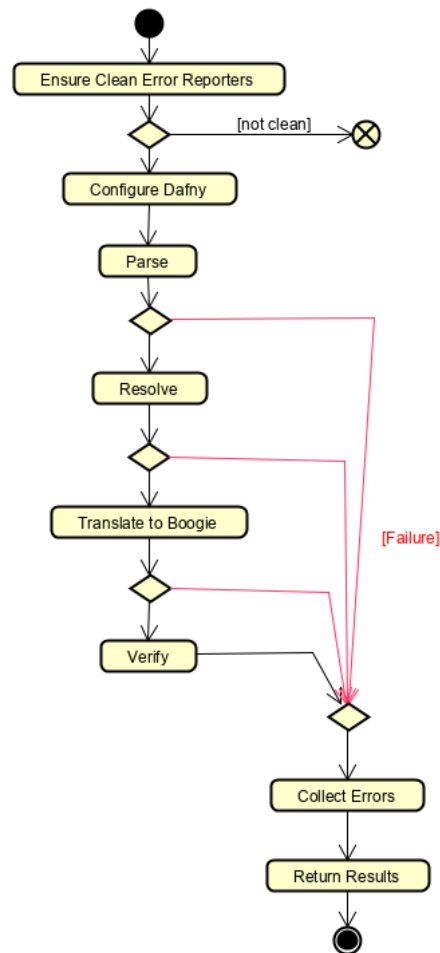 Ensure Clean Error Reporters
[not clean]
Configure Dafny
Parse
Resolve
Translate to Boogie
[Failure]
Verify
Collect Errors
Return Results